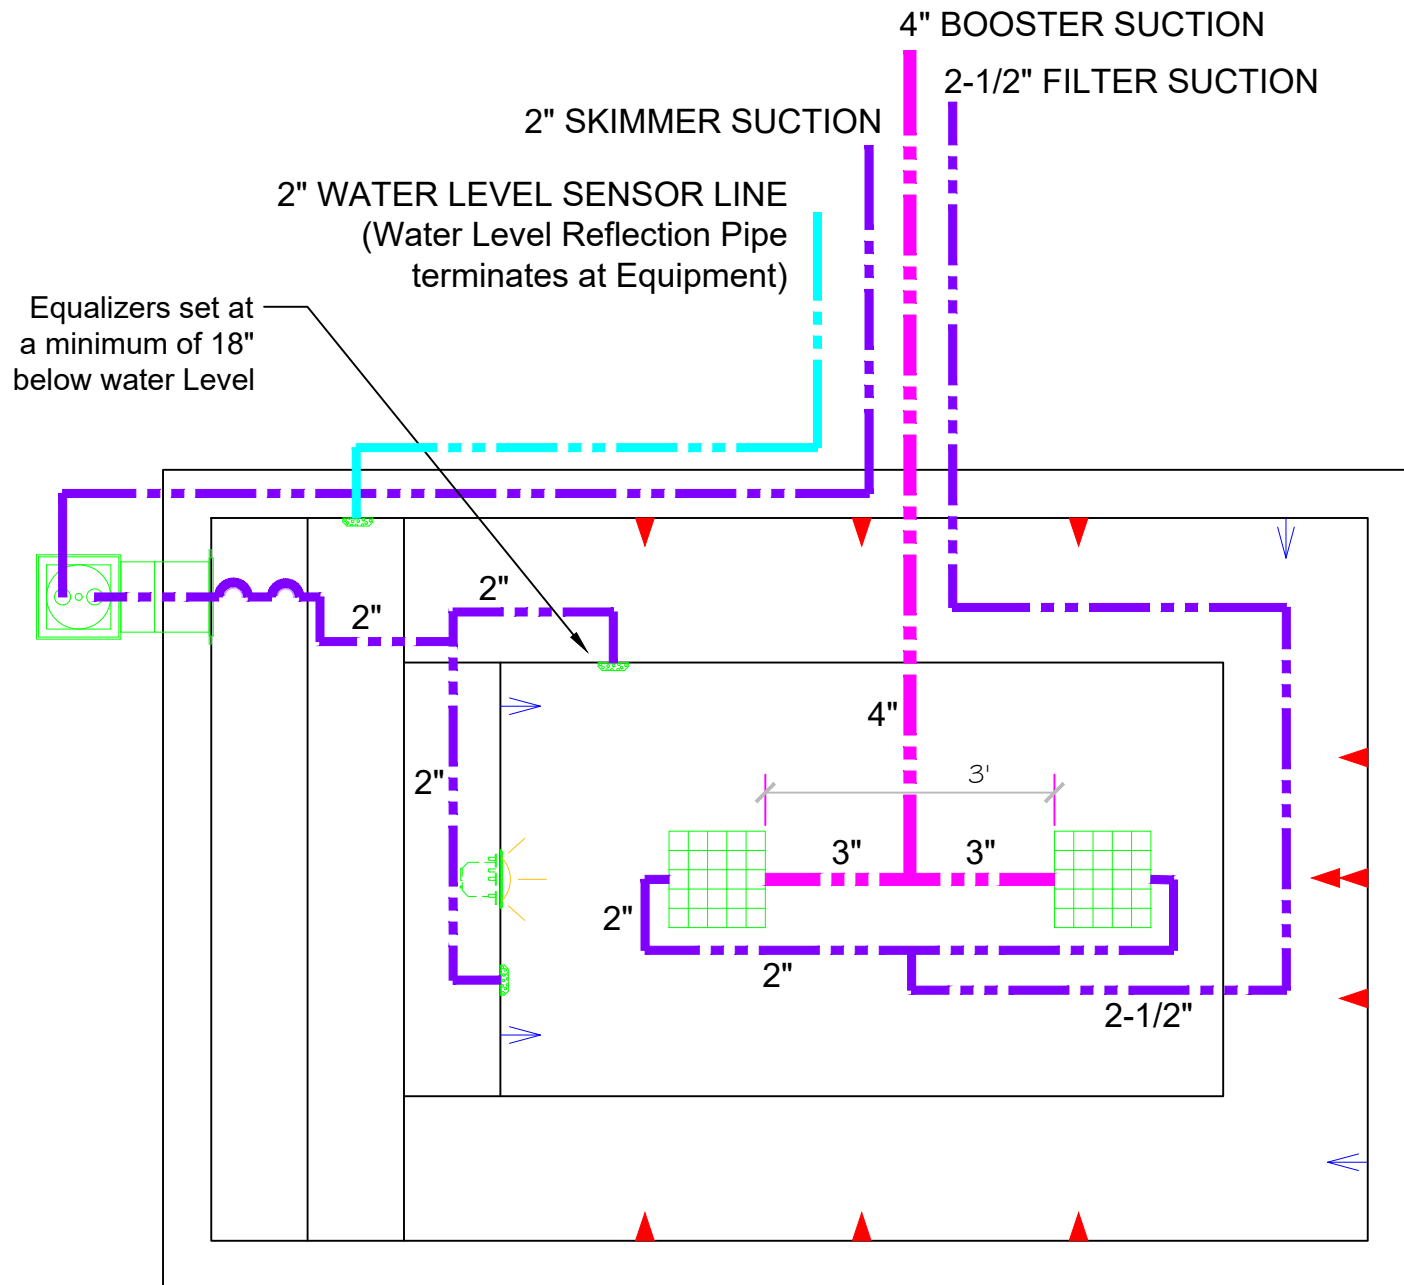 4" BOOSTER SUCTION
2-1/2" FILTER SUCTION
2" SKIMMER SUCTION
2" WATER LEVEL SENSOR LINE
(Water Level Reflection Pipe
terminates at Equipment)
Equalizers set at
a minimum of 18"
below water Level
2"
2"
4"
2"
3'
3"
3"
2"
2"
2-1/2"